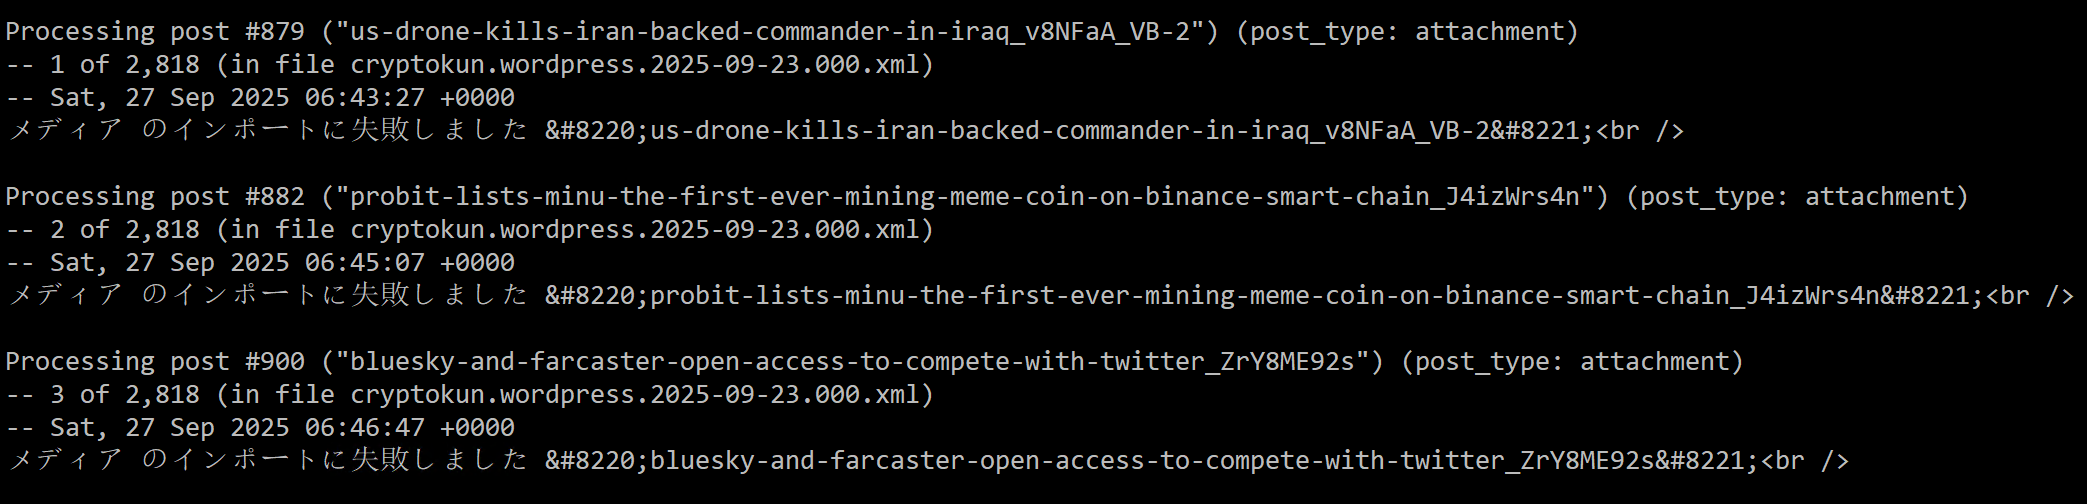 Processing post #879 ("us-drone-kills-iran-backed-commander-in-iraq_v8NFaA_VB-2") (post_type: attachment)
-- 1 of 2,818 (in file cryptokun.wordpress.2025-09-23.000.xml)
-- Sat, 27 Sep 2025 06:43:27 +0000
メディア のインポートに失敗しました &#8220;us-drone-kills-iran-backed-commander-in-iraq_v8NFaA_VB-2&#8221;<br />
Processing post #882 ("probit-lists-minu-the-first-ever-mining-meme-coin-on-binance-smart-chain_J4izWrs4n") (post_type: attachment)
-- 2 of 2,818 (in file cryptokun.wordpress.2025-09-23.000.xml)
-- Sat, 27 Sep 2025 06:45:07 +0000
メディア のインポートに失敗しました &#8220;probit-lists-minu-the-first-ever-mining-meme-coin-on-binance-smart-chain_J4izWrs4n&#8221;<br />
Processing post #900 ("bluesky-and-farcaster-open-access-to-compete-with-twitter_ZrY8ME92s") (post_type: attachment)
-- 3 of 2,818 (in file cryptokun.wordpress.2025-09-23.000.xml)
-- Sat, 27 Sep 2025 06:46:47 +0000
メディア のインポートに失敗しました &#8220;bluesky-and-farcaster-open-access-to-compete-with-twitter_ZrY8ME92s&#8221;<br />